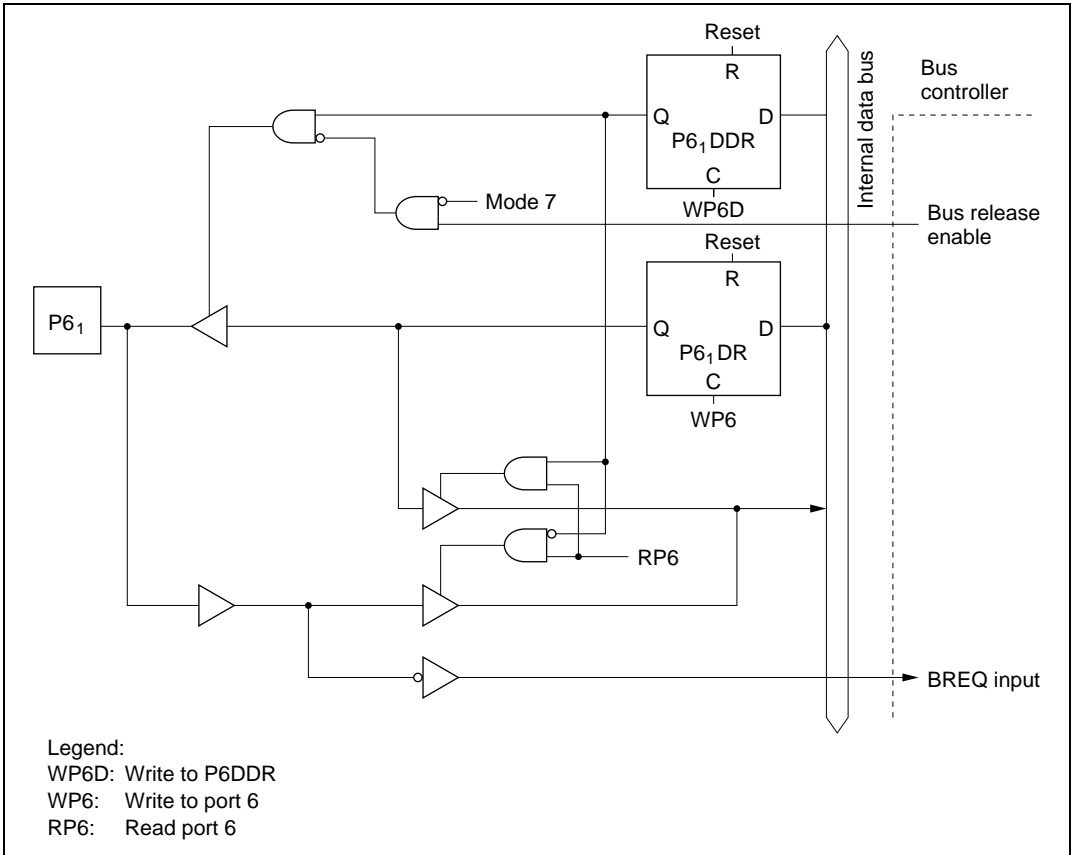 Reset
R
Q
D
P6₁DDR
C
WP6D
Internal data bus
Bus
controller
Mode 7
Bus release
enable
Reset
R
P6₁
Q
D
P6₁DR
C
WP6
RP6
BREQ input
Legend:
WP6D: Write to P6DDR
WP6: Write to port 6
RP6: Read port 6